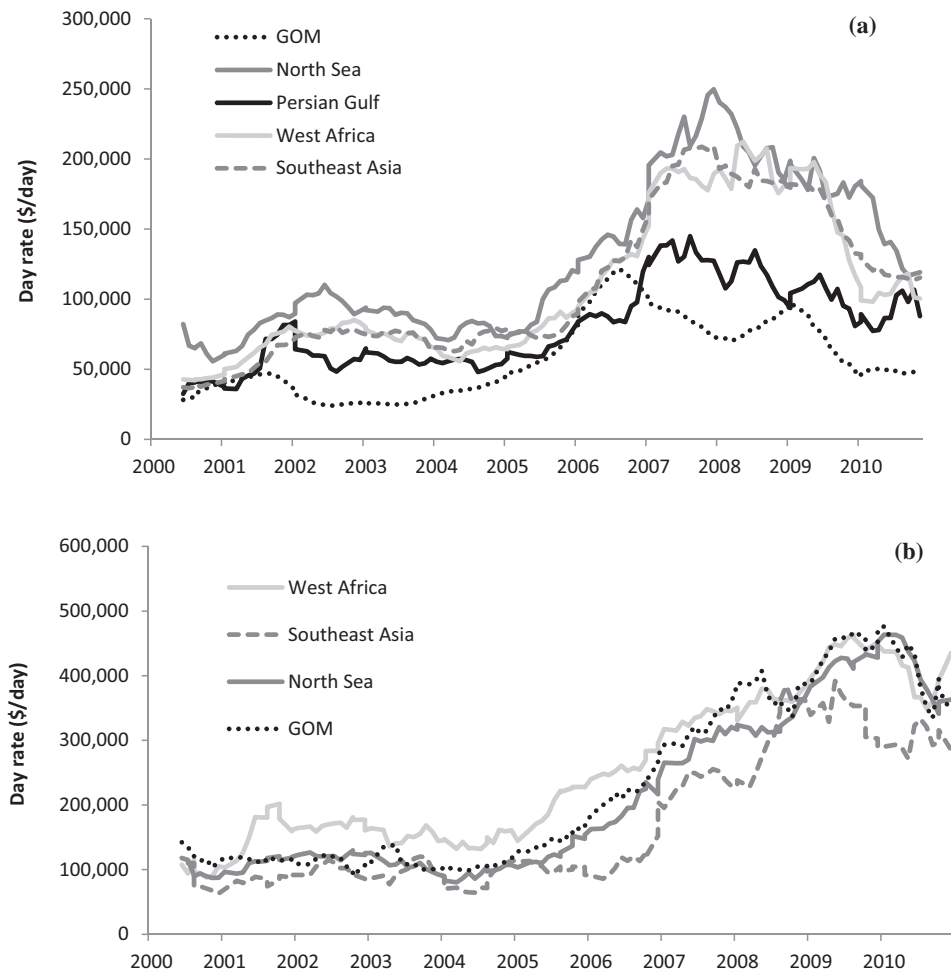 (a)
300,000
250,000
200,000
150,000
100,000
50,000
0
Day rate ($/day)
GOM
North Sea
Persian Gulf
West Africa
Southeast Asia
2000 2001 2002 2003 2004 2005 2006 2007 2008 2009 2010
(b)
600,000
500,000
400,000
300,000
200,000
100,000
0
Day rate ($/day)
West Africa
Southeast Asia
North Sea
GOM
2000 2001 2002 2003 2004 2005 2006 2007 2008 2009 2010